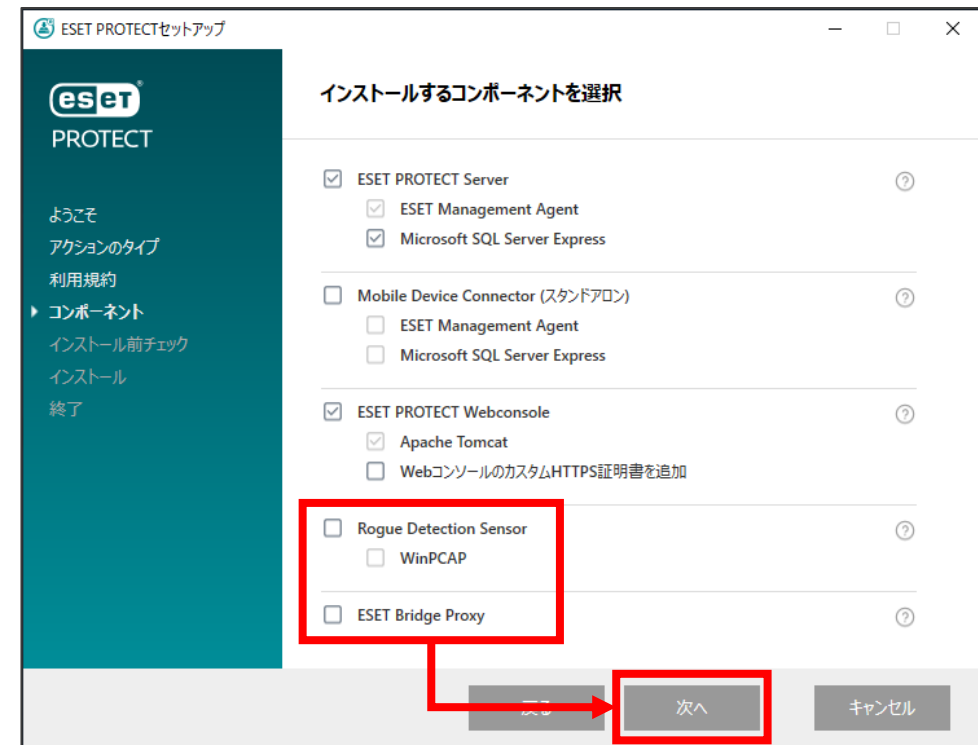 ESET PROTECTセットアップ
eset
PROTECT
ようこそ
アクションのタイプ
利用規約
コンポーネント
インストール前チェック
インストール
終了
インストールするコンポーネントを選択
ESET PROTECT Server
ESET Management Agent
Microsoft SQL Server Express
Mobile Device Connector (スタンドアロン)
ESET Management Agent
Microsoft SQL Server Express
ESET PROTECT Webconsole
Apache Tomcat
WebコンソールのカスタムHTTPS証明書を追加
Rogue Detection Sensor
WinPCAP
ESET Bridge Proxy
戻る
次へ
キャンセル